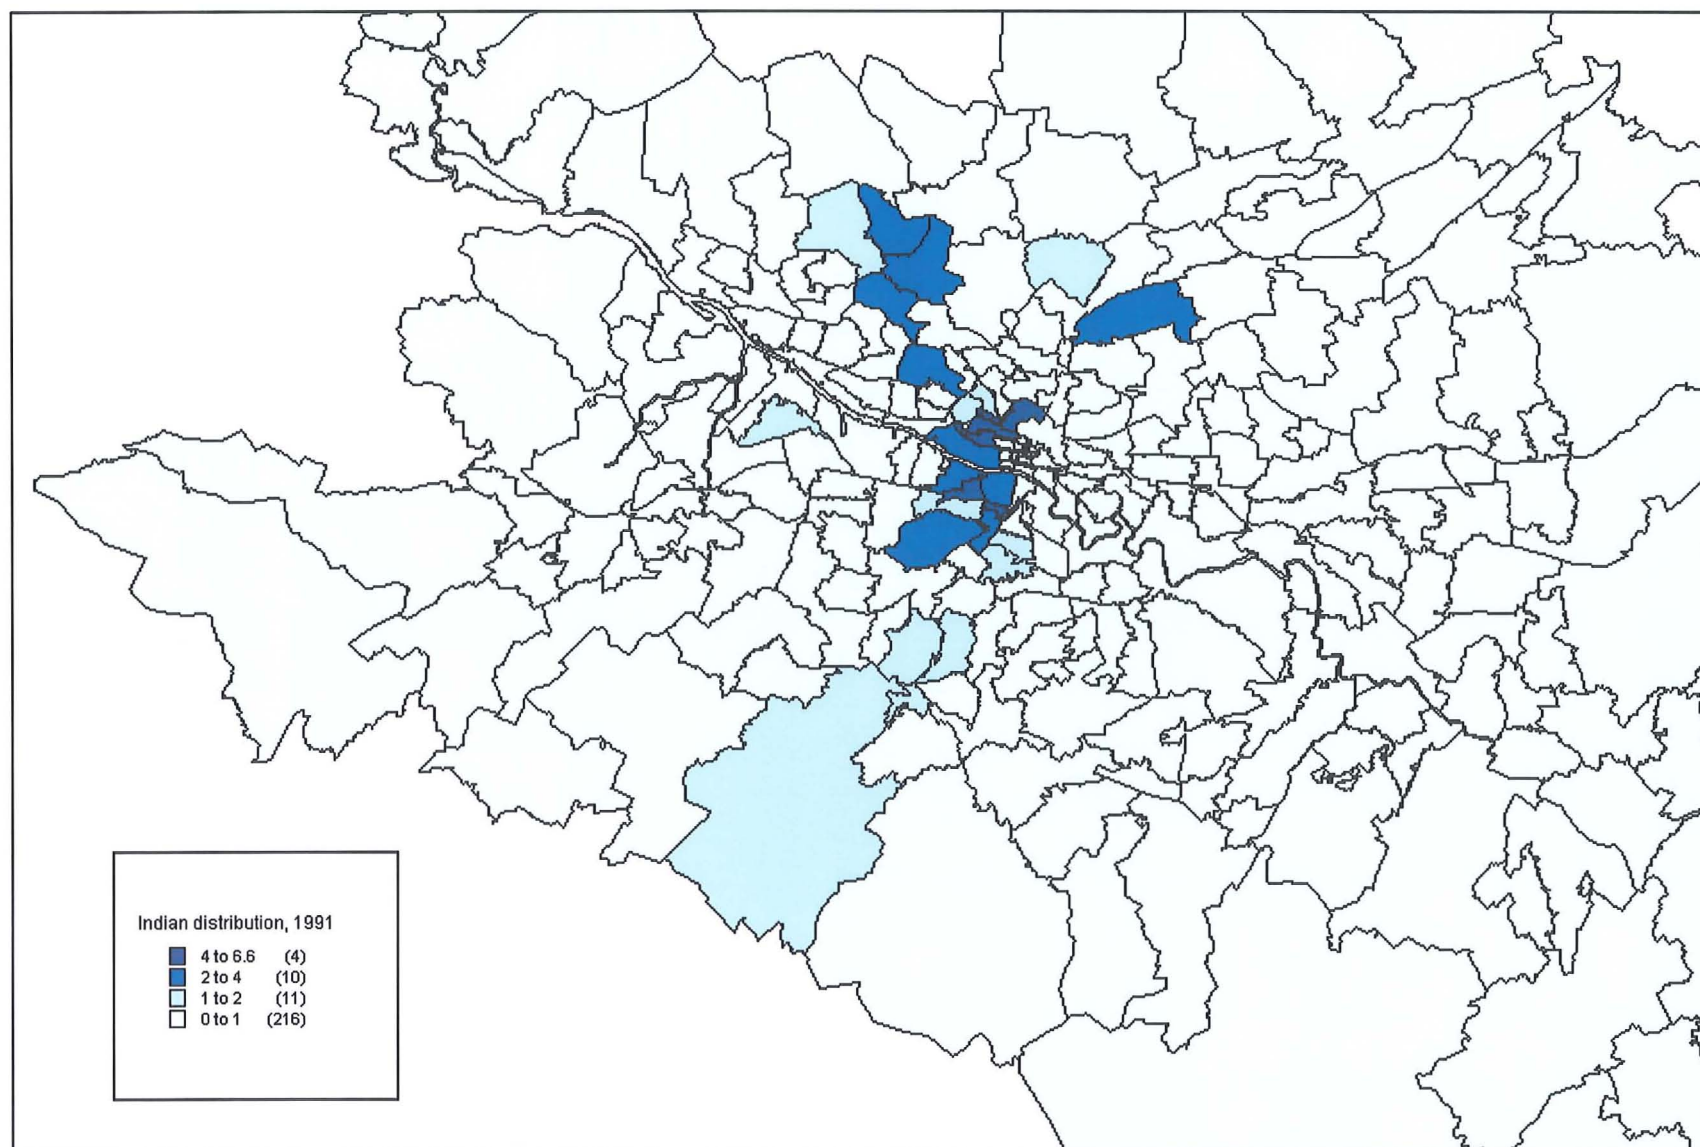 Indian distribution, 1991
4 to 6.6 (4)
2 to 4 (10)
1 to 2 (11)
0 to 1 (216)